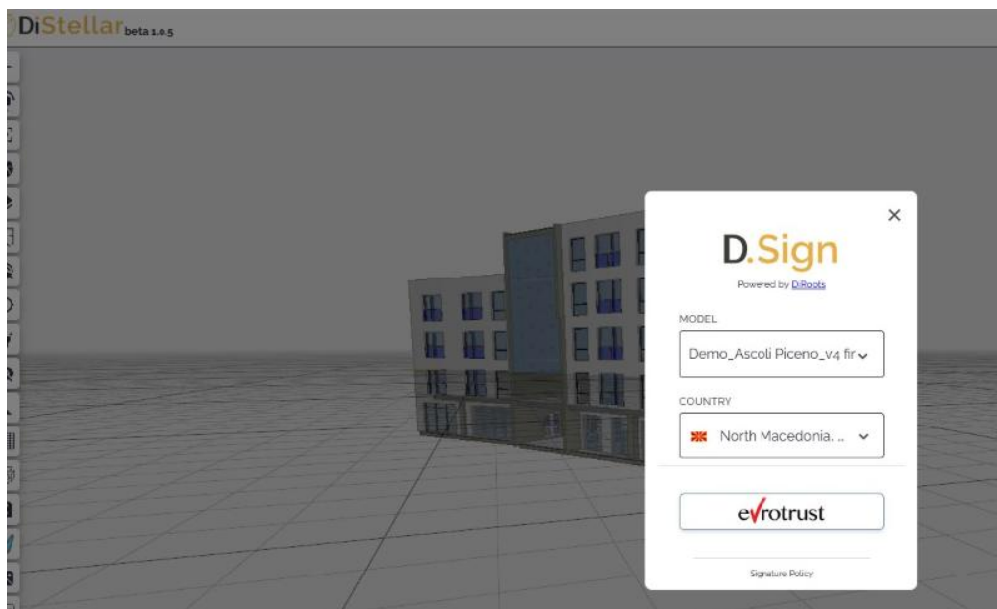 DiStellar beta 1.0.5
D.Sign
Powered by DiRoots
MODEL
Demo_Ascoli Piceno_v4 fir
COUNTRY
North Macedonia, ..
evrotrust
Signature Policy